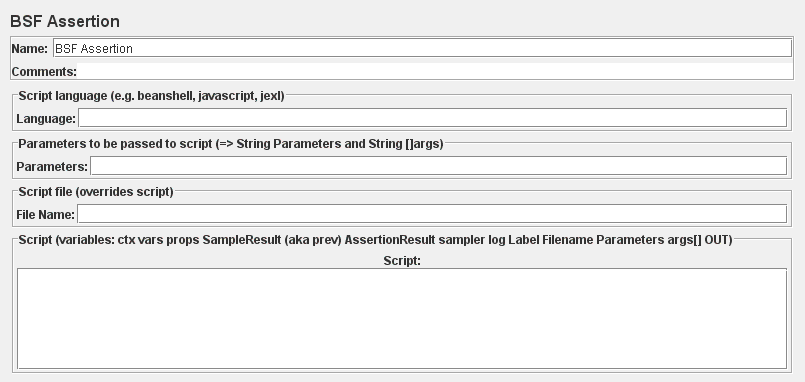 BSF Assertion
Name: BSF Assertion
Comments:
Script language (e.g. beanshell, javascript, jexl)
Language:
Parameters to be passed to script (=> String Parameters and String []args)
Parameters:
Script file (overrides script)
File Name:
Script (variables: ctx vars props SampleResult (aka prev) AssertionResult sampler log Label Filename Parameters args[] OUT)
Script: